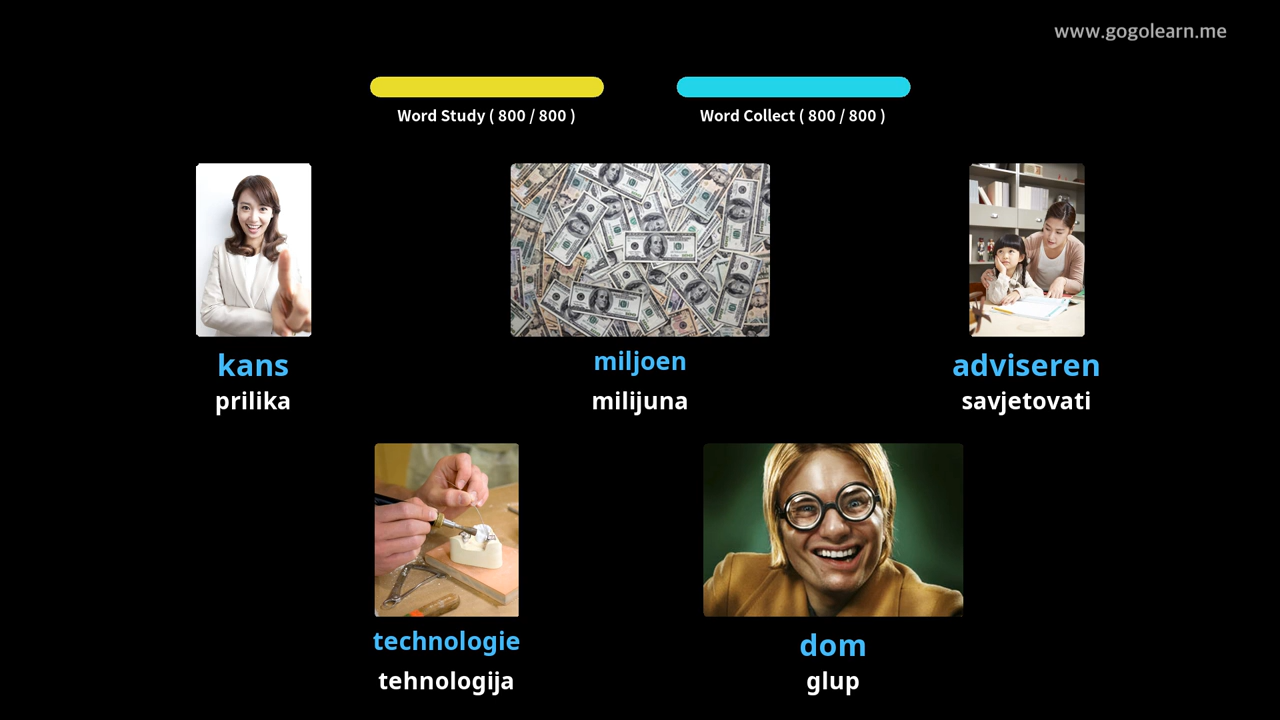 www.gogolearn.me
Word Study ( 800 / 800 )
Word Collect ( 800 / 800 )
kans
prilika
miljoen
milijuna
adviseren
savjetovati
technologie
tehnologija
dom
glup